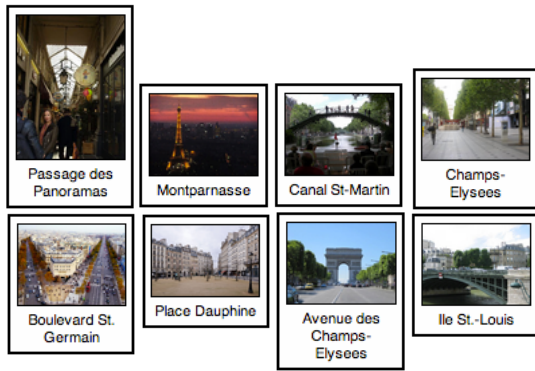 Passage des
Panoramas
Montparnasse
Canal St-Martin
Champs-
Elysees
Boulevard St.
Germain
Place Dauphine
Avenue des
Champs-
Elysees
Ile St.-Louis